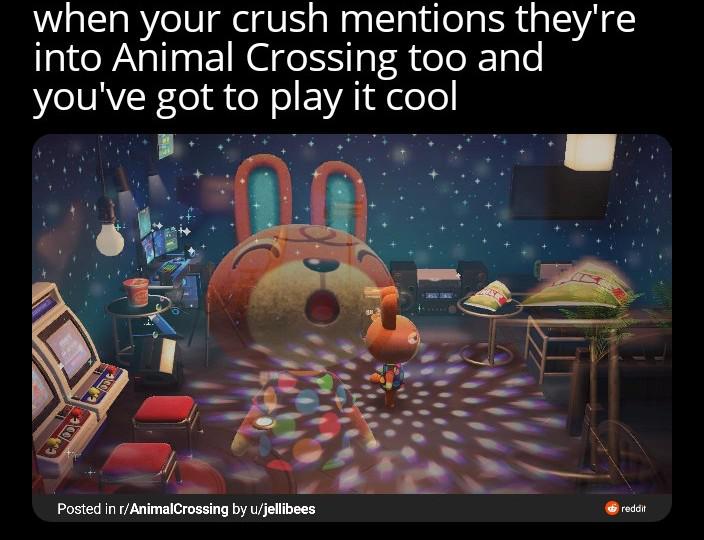 when your crush mentions they're
into Animal Crossing too and
you've got to play it cool
Posted in r/AnimalCrossing by u/jellibees
reddit